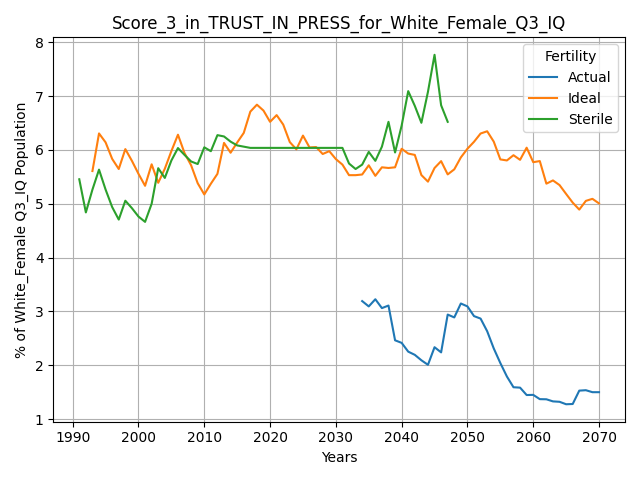 Score_3_in_TRUST_IN_PRESS_for_White_Female_Q3_IQ
Fertility
Actual
Ideal
Sterile
% of White_Female Q3_IQ Population
8
7
6
5
4
3
2
1
1990 2000 2010 2020 2030 2040 2050 2060 2070
Years